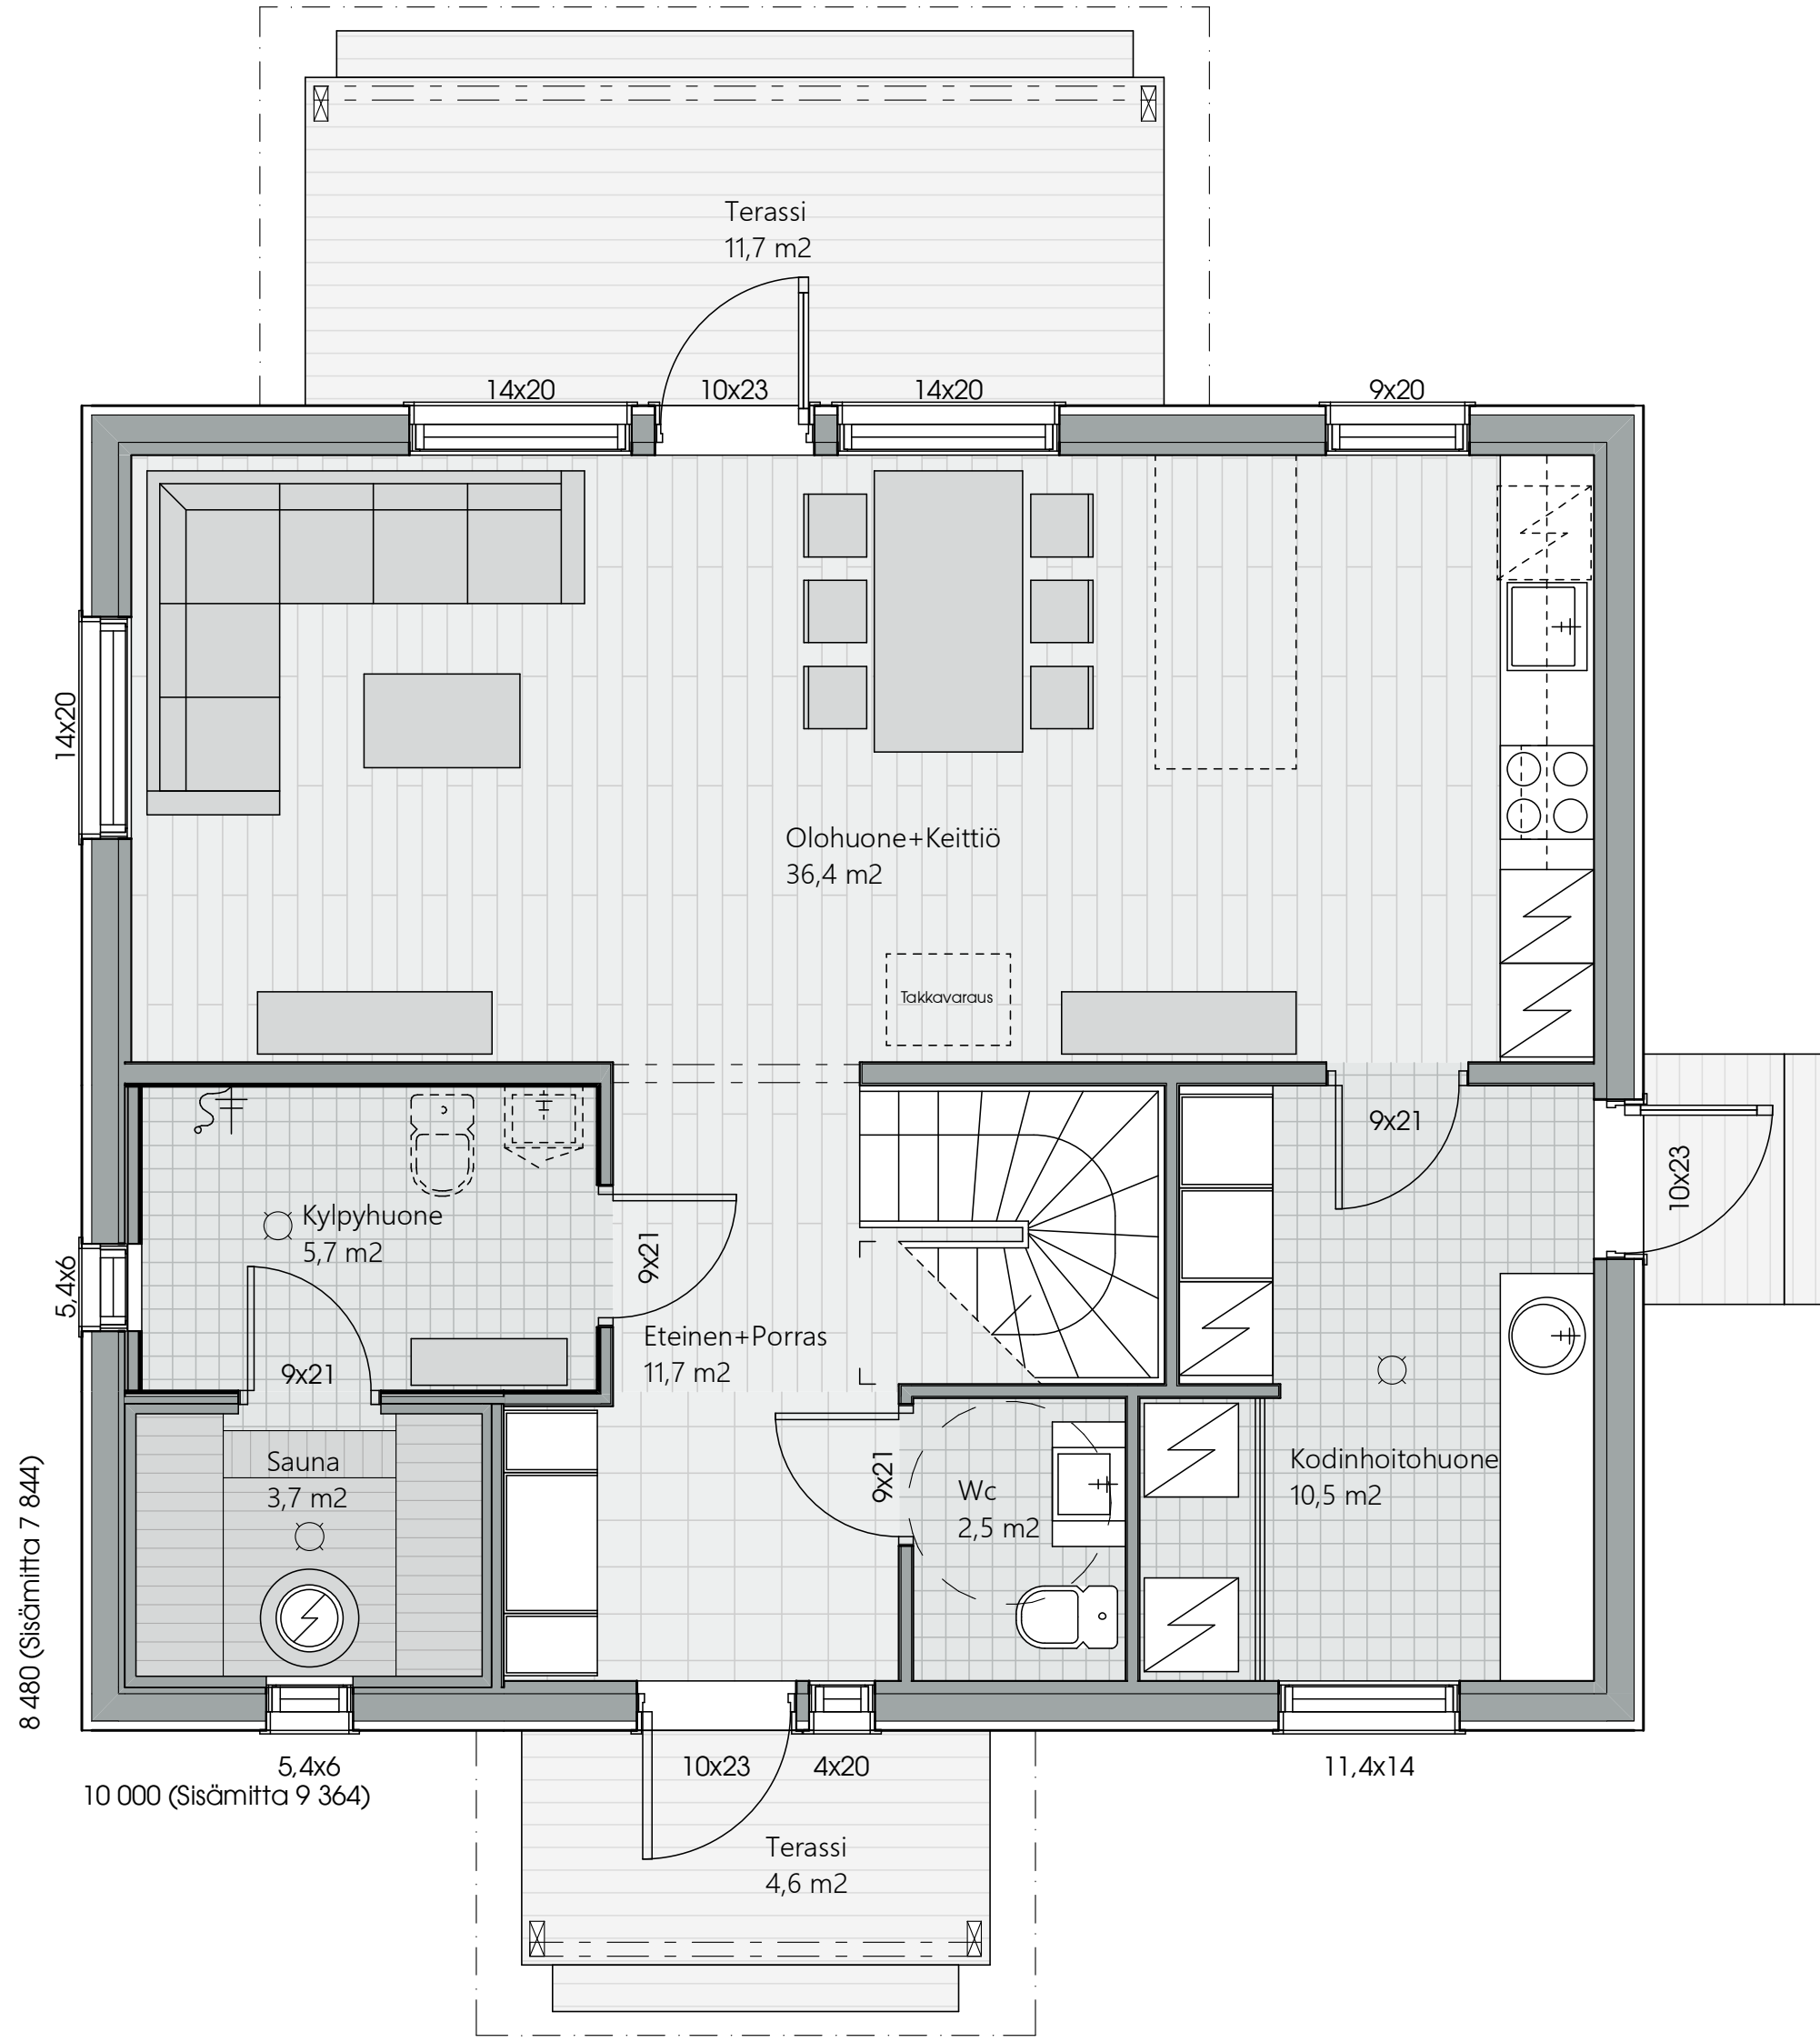 Terassi
11,7 m2
14x20
10x23
14x20
9x20
14x20
Olohuone+Keittiö
36,4 m2
Takkavaraus
9x21
10x23
Kylpyhuone
5,7 m2
5,4x6
9x21
Eteinen+Porras
11,7 m2
9x21
Sauna
3,7 m2
9x21
Wc
2,5 m2
Kodinhoitohuone
10,5 m2
8 480 (Sisämitta 7 844)
5,4x6
10x23
4x20
11,4x14
10 000 (Sisämitta 9 364)
Terassi
4,6 m2